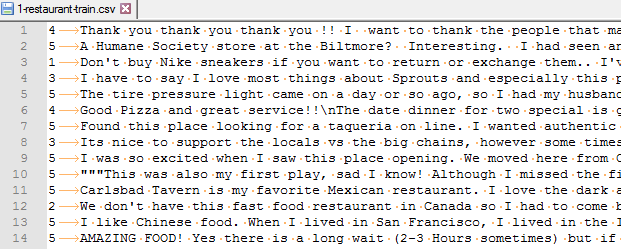 1-restaurant-train.csv
1 4 Thank you thank you thank you !! I  want to thank the people that
2 5 A Humane Society store at the Biltmore?  Interesting.  I had seen
3 1 Don't buy Nike sneakers if you want to return or exchange them.. I'v
4 3 I have to say I love most things about Sprouts and especially this p
5 5 The tire pressure light came on a day or so ago, so I had my husban
6 4 Good Pizza and great service!!\nThe date dinner for two special is
7 5 Found this place looking for a taqueria on line. I wanted authentic
8 3 Its nice to support the locals vs the big chains, however some times
9 5 I was so excited when I saw this place opening. We moved here from
10 5 """This was also my first play, sad I know! Although I missed the fi
11 5 Carlsbad Tavern is my favorite Mexican restaurant. I love the dark a
12 2 We don't have this fast food restaurant in Canada so I had to come b
13 5 I like Chinese food. When I lived in San Francisco, I lived in the
14 5 AMAZING FOOD! Yes there is a long wait (2-3 Hours sometimes) but if